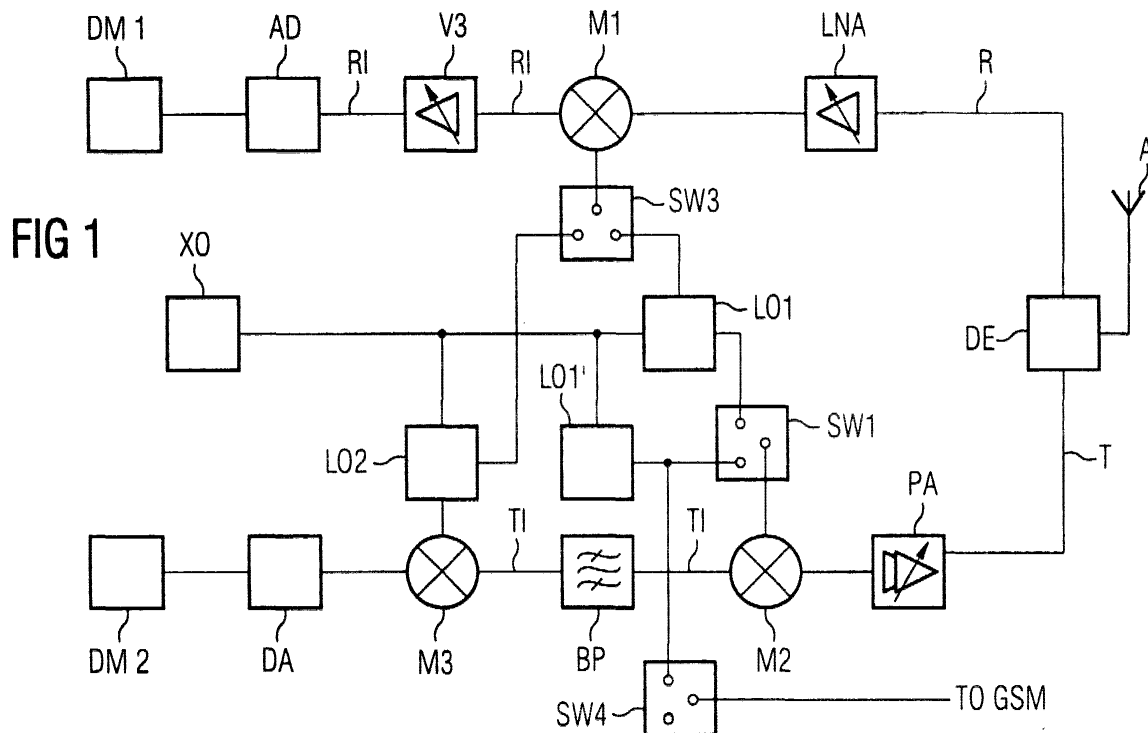 DM 1 AD V3 M1 LNA
RI RI R
A
SW3
FIG 1
XO
LO1
DE
LO1'
SW1
LO2
T
TI TI PA
DM 2 DA M3 BP M2
SW4 TO GSM